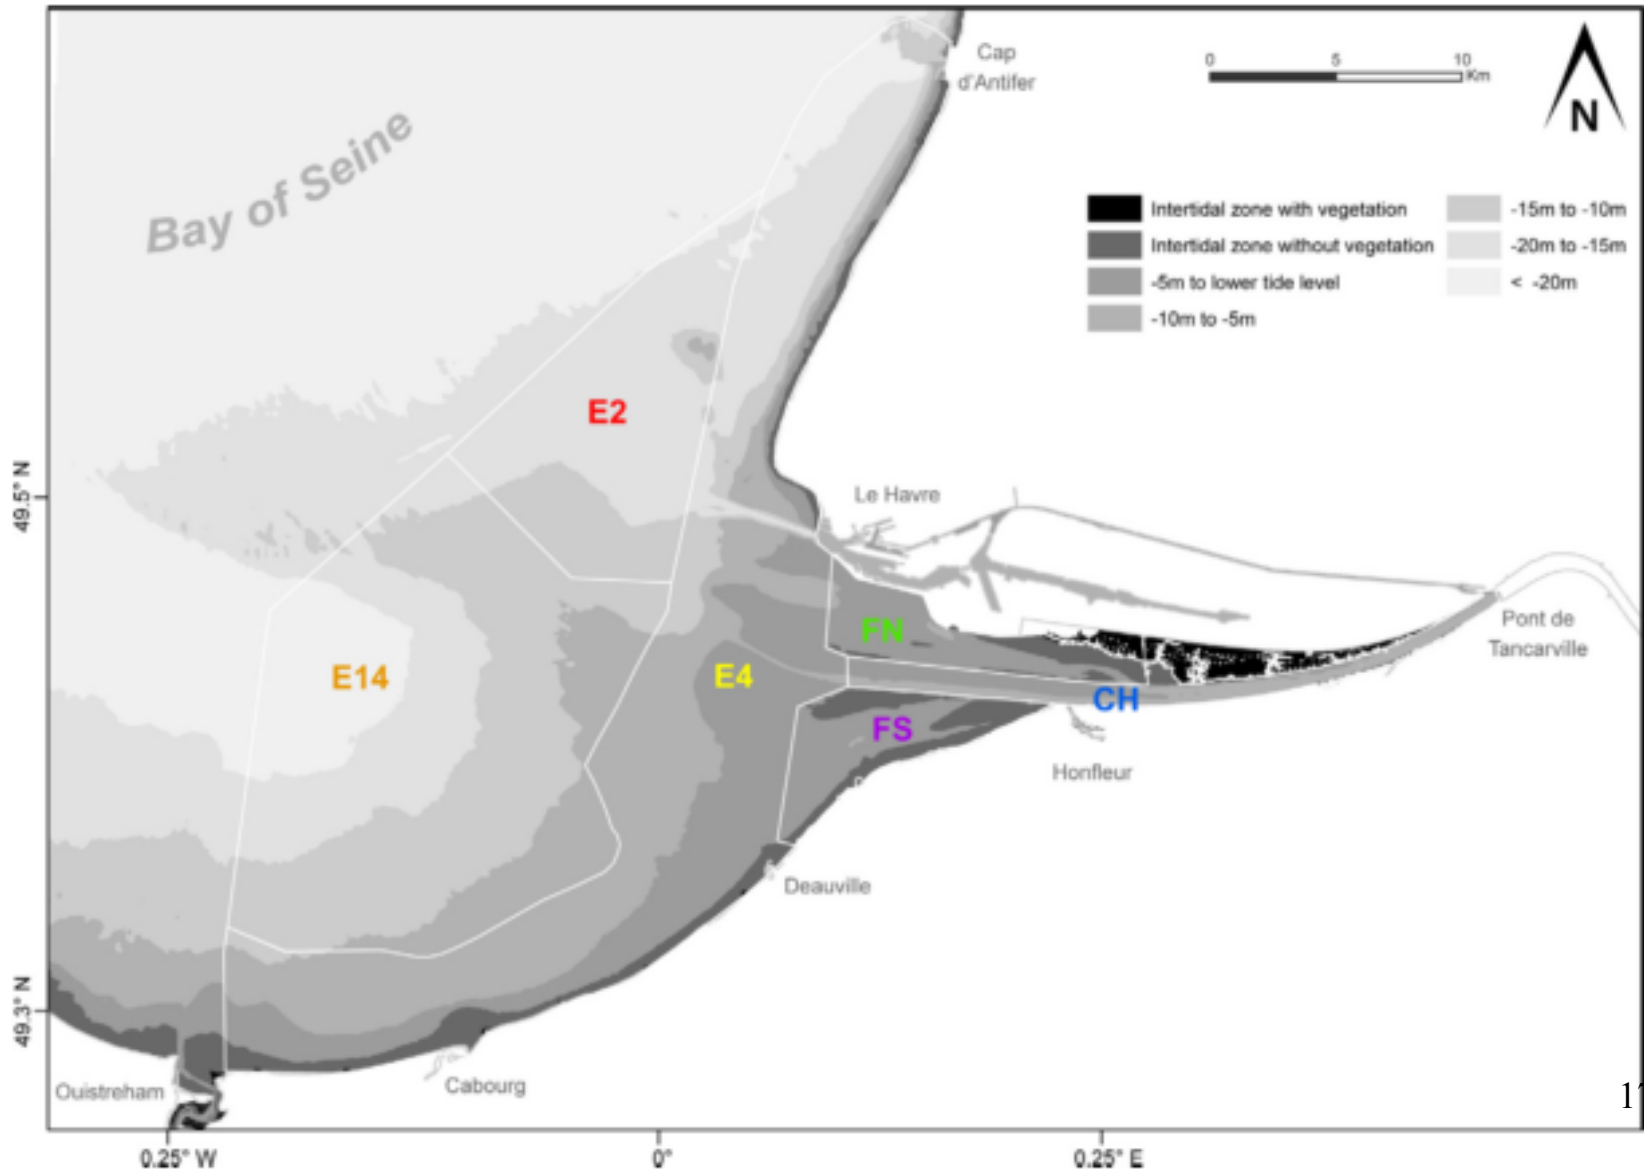 Cap
d'Antifer
0 5 10
Km
N
Bay of Seine
Intertidal zone with vegetation
Intertidal zone without vegetation
-5m to lower tide level
-10m to -5m
-15m to -10m
-20m to -15m
< -20m
E2
49.5° N
Le Havre
FN
Pont de
Tancarville
E14
E4
CH
FS
Honfleur
Deauville
49.3° N
Ouistreham
Cabourg
0.25° W
0°
0.25° E